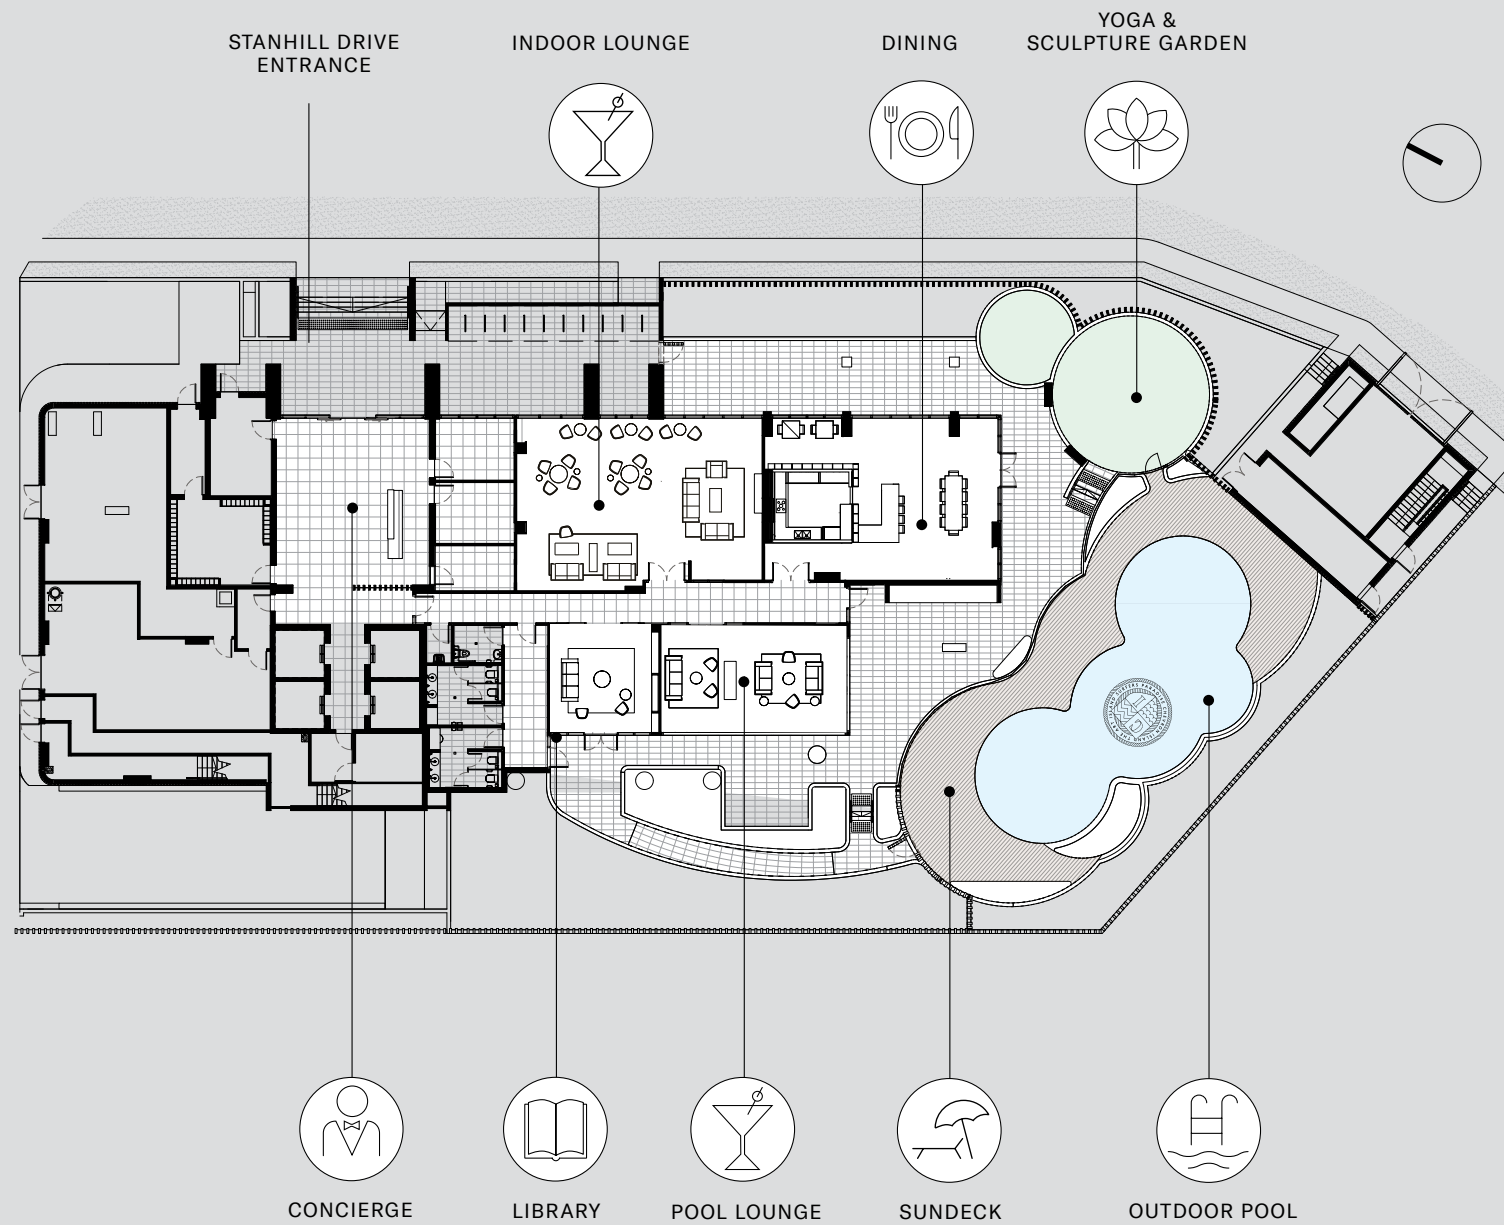 YOGA &
SCULPTURE GARDEN
STANHILL DRIVE
ENTRANCE
INDOOR LOUNGE
DINING
CONCIERGE
LIBRARY
POOL LOUNGE
SUNDECK
OUTDOOR POOL